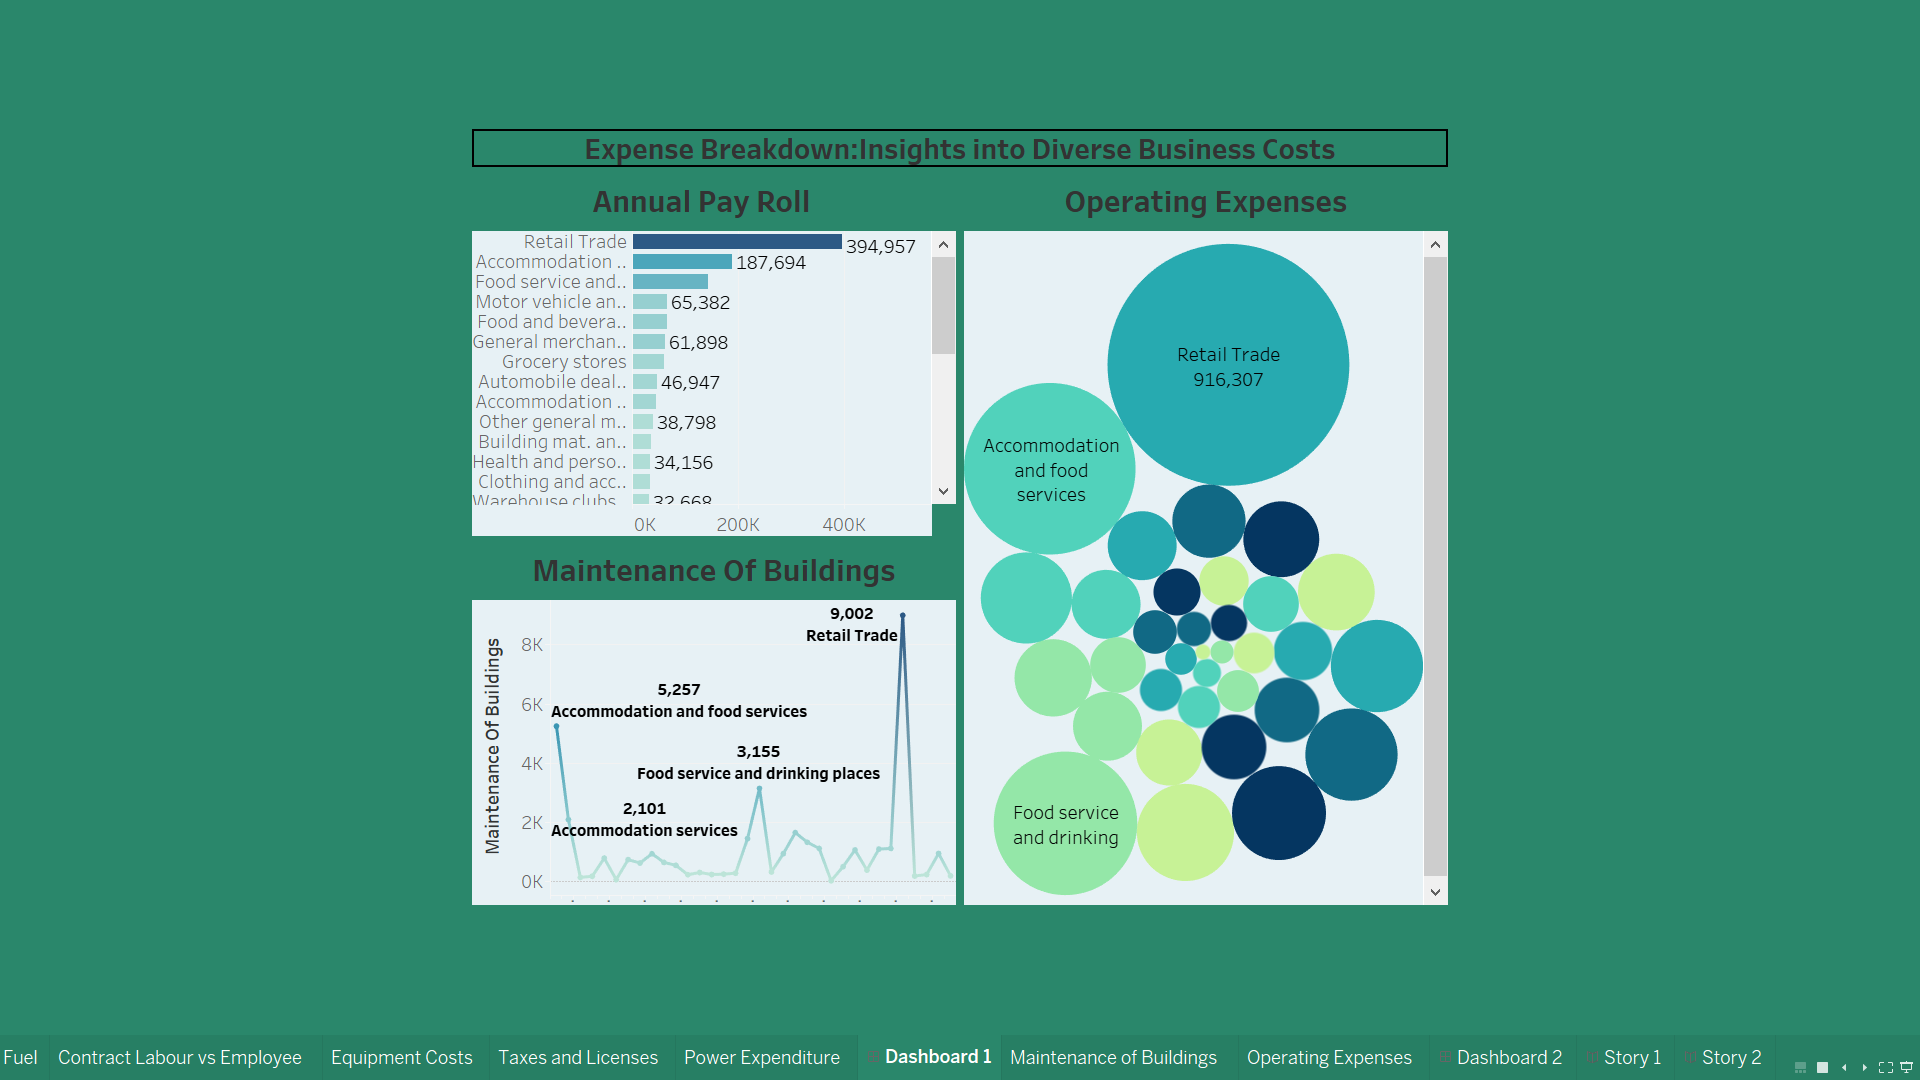 Expense Breakdown:Insights into Diverse Business Costs
Annual Pay Roll
Retail Trade 394,957
Accommodation .. 187,694
Food service and..
Motor vehicle an.. 65,382
Food and bevera..
General merchan.. 61,898
Grocery stores
Automobile deal.. 46,947
Accommodation ..
Other general m.. 38,798
Building mat. an..
Health and perso.. 34,156
Clothing and acc..
Warehouse clubs.. 32,668
0K 200K 400K
Maintenance Of Buildings
Maintenance Of Buildings
8K
6K
4K
2K
0K
9,002
Retail Trade
5,257
Accommodation and food services
3,155
Food service and drinking places
2,101
Accommodation services
Operating Expenses
Retail Trade
916,307
Accommodation
and food
services
Food service
and drinking
Fuel Contract Labour vs Employee Equipment Costs Taxes and Licenses Power Expenditure Dashboard 1 Maintenance of Buildings Operating Expenses Dashboard 2 Story 1 Story 2